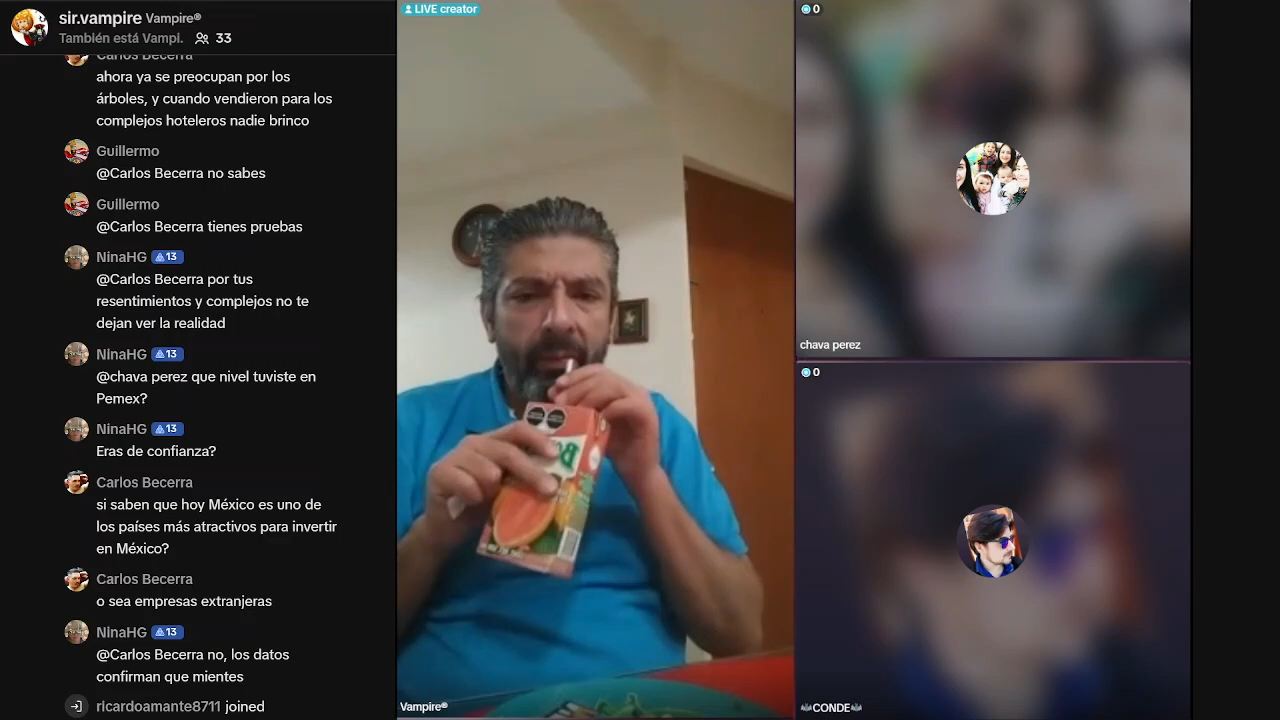 sir.vampire Vampire®
También está Vampi. 33
Carlos Becerra
ahora ya se preocupan por los
árboles, y cuando vendieron para los
complejos hoteleros nadie brinco
Guillermo
@Carlos Becerra no sabes
Guillermo
@Carlos Becerra tienes pruebas
NinaHG 13
@Carlos Becerra por tus
resentimientos y complejos no te
dejan ver la realidad
NinaHG 13
@chava perez que nivel tuviste en
Pemex?
NinaHG 13
Eras de confianza?
Carlos Becerra
si saben que hoy México es uno de
los países más atractivos para invertir
en México?
Carlos Becerra
o sea empresas extranjeras
NinaHG 13
@Carlos Becerra no, los datos
confirman que mientes
ricardoamante8711 joined
LIVE creator
Vampire®
0
chava perez
0
🦇CONDE🦇